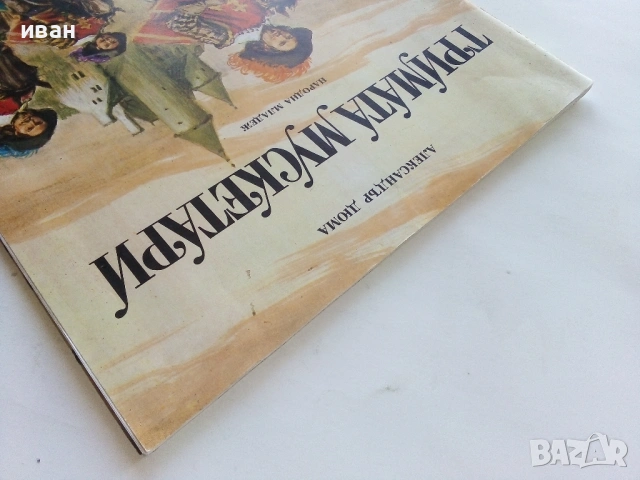 иван
АЛЕКСАНДЪР ДЮМА
ТРИМАТА МУСКЕТАРИ
НАРОДНА МЛАДЕЖ
BAZAR